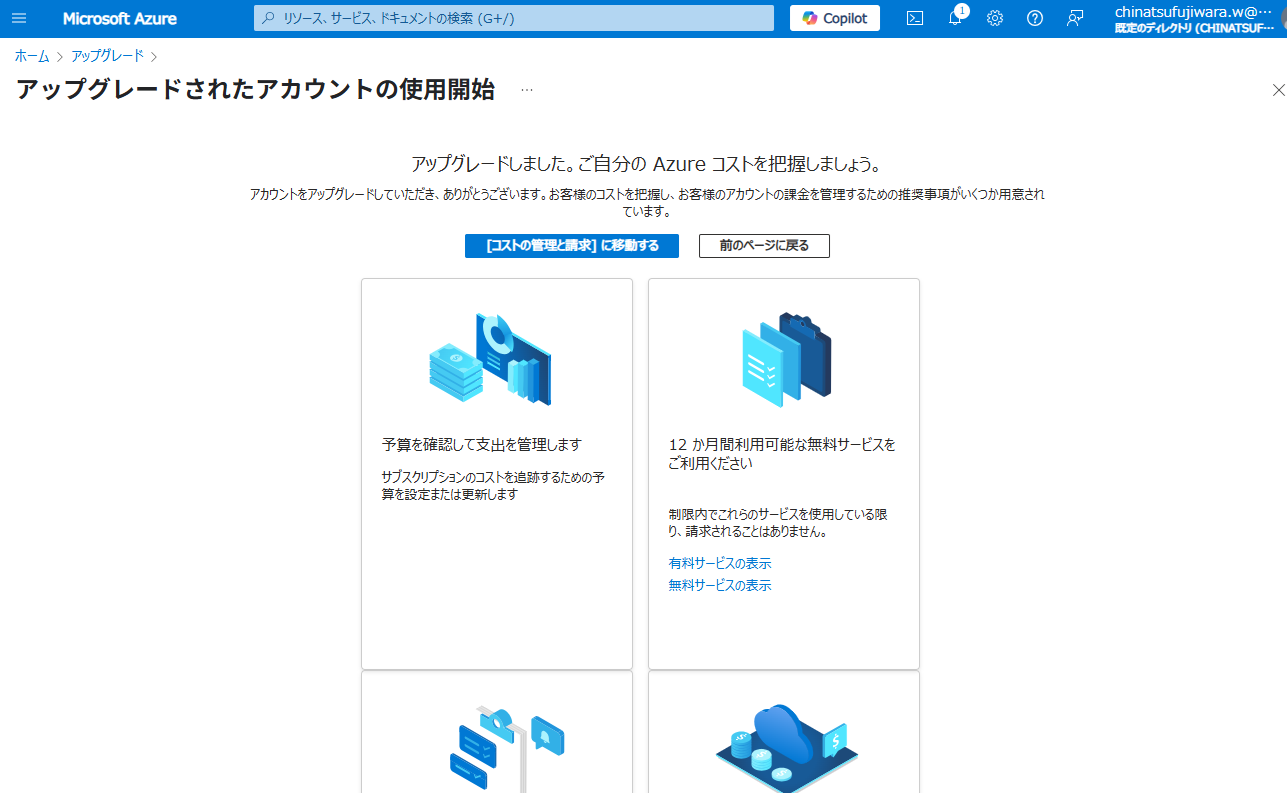 Microsoft Azure
リソース、サービス、ドキュメントの検索 (G+/)
Copilot
1
chinatsufujiwara.w@…
既定のディレクトリ (CHINATSUF…
ホーム > アップグレード >
アップグレードされたアカウントの使用開始 …
アップグレードしました。ご自分の Azure コストを把握しましょう。
アカウントをアップグレードしていただき、ありがとうございます。お客様のコストを把握し、お客様のアカウントの課金を管理するための推奨事項がいくつか用意され
ています。
[コストの管理と請求] に移動する
前のページに戻る
予算を確認して支出を管理します
サブスクリプションのコストを追跡するための予
算を設定または更新します
12 か月間利用可能な無料サービスを
ご利用ください
制限内でこれらのサービスを使用している限
り、請求されることはありません。
有料サービスの表示
無料サービスの表示